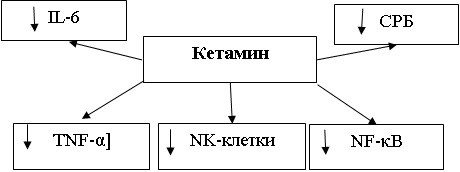 IL-6
СРБ
Кетамин
TNF-α]
NK-клетки
NF-κB